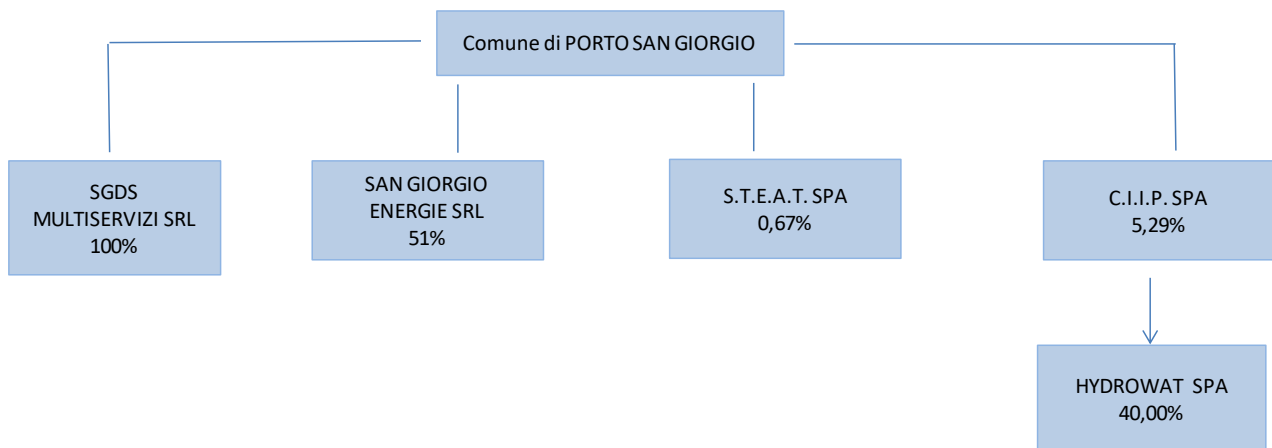 Comune di PORTO SAN GIORGIO
SGDS
MULTISERVIZI SRL
100%
SAN GIORGIO
ENERGIE SRL
51%
S.T.E.A.T. SPA
0,67%
C.I.I.P. SPA
5,29%
HYDROWAT SPA
40,00%